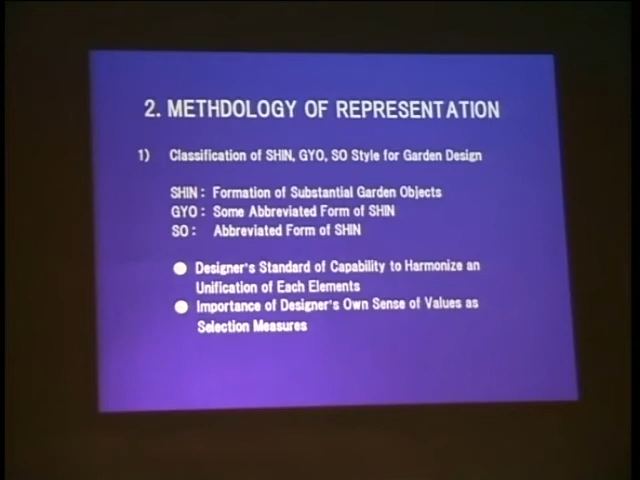 2. METHDOLOGY OF REPRESENTATION
1) Classification of SHIN, GYO, SO Style for Garden Design
SHIN : Formation of Substantial Garden Objects
GYO : Some Abbreviated Form of SHIN
SO : Abbreviated Form of SHIN
● Designer's Standard of Capability to Harmonize an
Unification of Each Elements
● Importance of Designer's Own Sense of Values as
Selection Measures